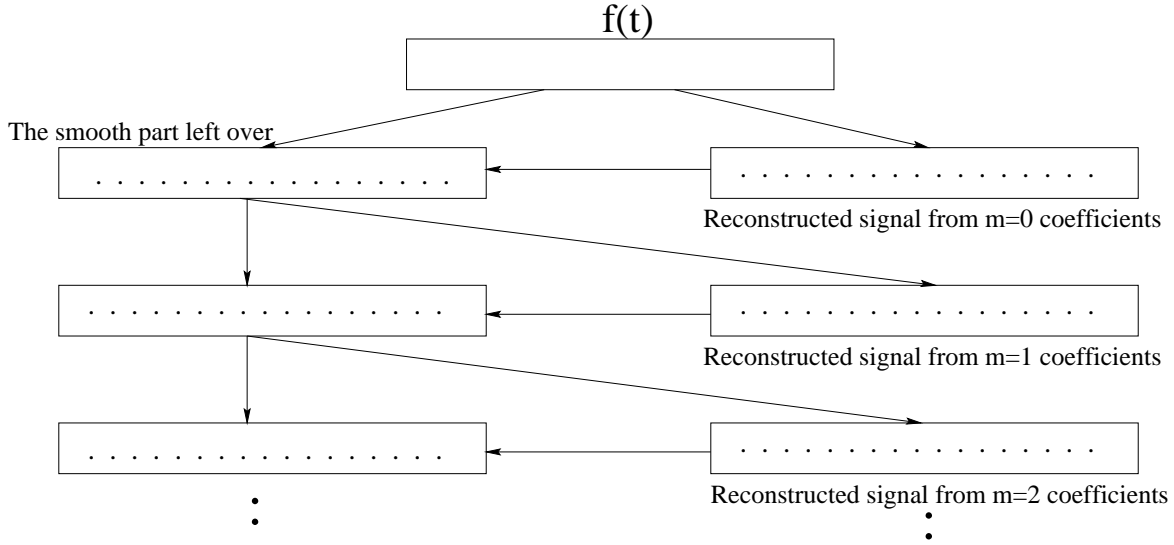 f(t)
The smooth part left over
Reconstructed signal from m=0 coefficients
Reconstructed signal from m=1 coefficients
Reconstructed signal from m=2 coefficients